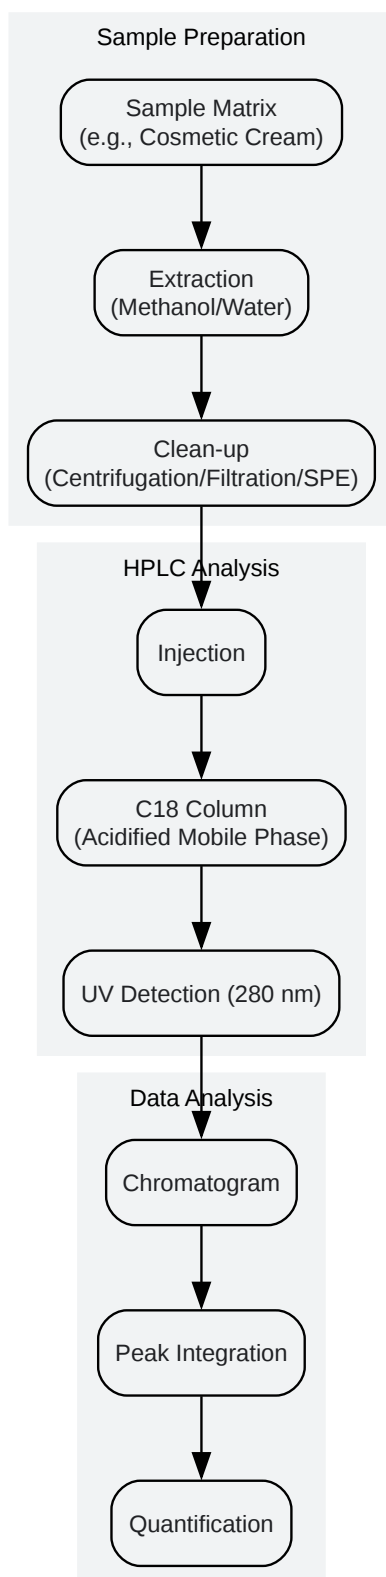 Sample Preparation
Sample Matrix
(e.g., Cosmetic Cream)
Extraction
(Methanol/Water)
Clean-up
(Centrifugation/Filtration/SPE)
HPLC Analysis
Injection
C18 Column
(Acidified Mobile Phase)
UV Detection (280 nm)
Data Analysis
Chromatogram
Peak Integration
Quantification